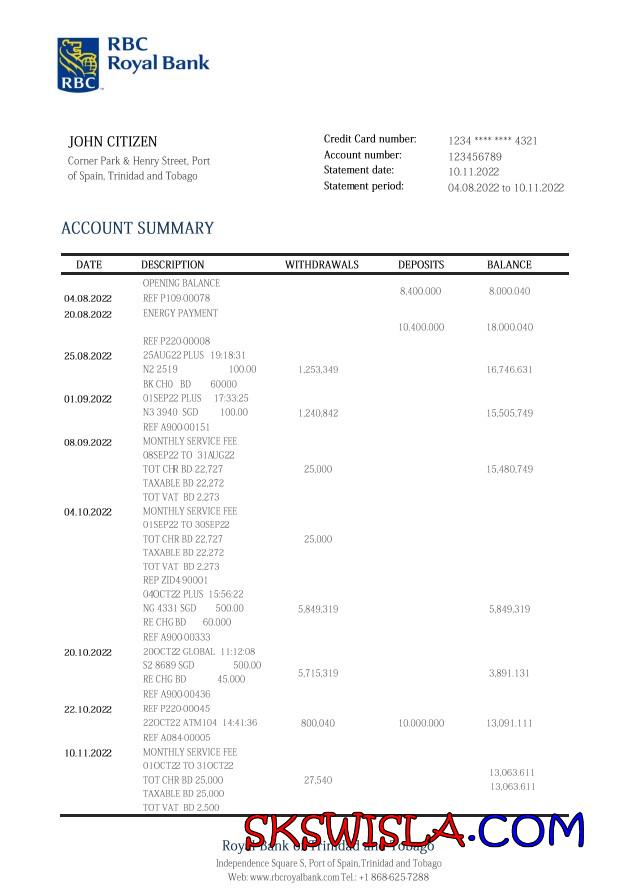 RBC
Royal Bank
RBC
JOHN CITIZEN
Corner Park & Henry Street, Port
of Spain, Trinidad and Tobago
Credit Card number: 1234 **** **** 4321
Account number: 123456789
Statement date: 10.11.2022
Statement period: 04.08.2022 to 10.11.2022
ACCOUNT SUMMARY
DATE DESCRIPTION WITHDRAWALS DEPOSITS BALANCE
OPENING BALANCE
8,400.000 8.000.040
04.08.2022 REF P109-00078
20.08.2022 ENERGY PAYMENT
10,400.000 18.000.040
REF P220-00008
25.08.2022 25AUG22 PLUS 19:18:31
N2 2519 100.00 1,253,349 16,746.631
BK CHO BD 60000
01.09.2022 01SEP22 PLUS 17:33:25
N3 3940 SGD 100.00 1,240,842 15,505,749
REF A900-00151
08.09.2022 MONTHLY SERVICE FEE
08SEP22 TO 31AUG22
TOT CHR BD 22,727 25,000 15,480,749
TAXABLE BD 22,272
TOT VAT BD 2,273
04.10.2022 MONTHLY SERVICE FEE
01SEP22 TO 30SEP22
TOT CHR BD 22,727 25,000
TAXABLE BD 22,272
TOT VAT BD 2,273
REP ZID4 90001
04OCT22 PLUS 15:56:22
NG 4331 SGD 500.00 5,849,319 5,849,319
RE CHG BD 60.000
REF A900-00333
20.10.2022 20OCT22 GLOBAL 11:12:08
S2 8689 SGD 500.00
5,715,319 3,891.131
RE CHG BD 45.000
REF A900-00436
22.10.2022 REF P220-00045
22OCT22 ATM104 14:41:36 800,040 10.000.000 13,091.111
REF A084-00005
10.11.2022 MONTHLY SERVICE FEE
01OCT22 TO 31OCT22
13,063.611
TOT CHR BD 25,000 27,540
13,063.611
TAXABLE BD 25,000
TOT VAT BD 2,500
SKSWISLA.COM
Royal Bank of Trinidad and Tobago
Independence Square S, Port of Spain,Trinidad and Tobago
Web: www.rbcroyalbank.com Tel.: +1 868-625-7288